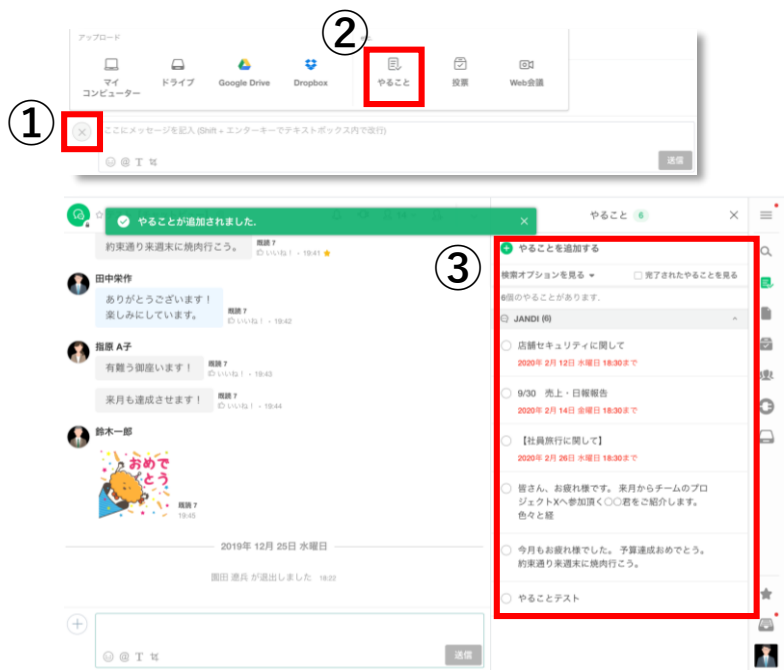 アップロード
②
マイ
コンピューター
ドライブ
Google Drive
Dropbox
やること
投票
Web会議
①
ここにメッセージを記入 (Shift + エンターキーでテキストボックス内で改行)
@ T
送信
やることが追加されました.
やること 6
約束通り来週末に焼肉行こう。
既読 7
いいね! • 19:41
③
やることを追加する
検索オプションを見る
完了されたやることを見る
6個のやることがあります.
JANDI (6)
田中栄作
ありがとうございます!
楽しみにしています。
既読 7
いいね! • 19:42
指原 A子
有難う御座います!
既読 7
いいね! • 19:43
来月も達成させます!
既読 7
いいね! • 19:44
鈴木一郎
おめで
とう
既読 7
19:45
2019年 12月 25日 水曜日
が退出しました 18:22
@ T
送信
店舗セキュリティに関して
2020年 2月 12日 水曜日 18:30まで
9/30 売上・日報報告
2020年 2月 14日 金曜日 18:30まで
【社員旅行に関して】
2020年 2月 26日 水曜日 18:30まで
皆さん、お疲れ様です。 来月からチームのプロ
ジェクトXへ参加頂く○○君をご紹介します。
色々と経
今月もお疲れ様でした。 予算達成おめでとう。
約束通り来週末に焼肉行こう。
やることテスト